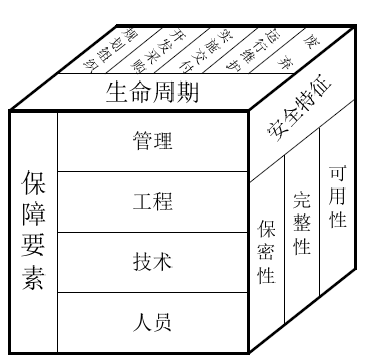 规划组织
开发采购
实施交付
运行维护
废弃
生命周期
安全特征
保障要素
管理
工程
技术
人员
保密性
完整性
可用性